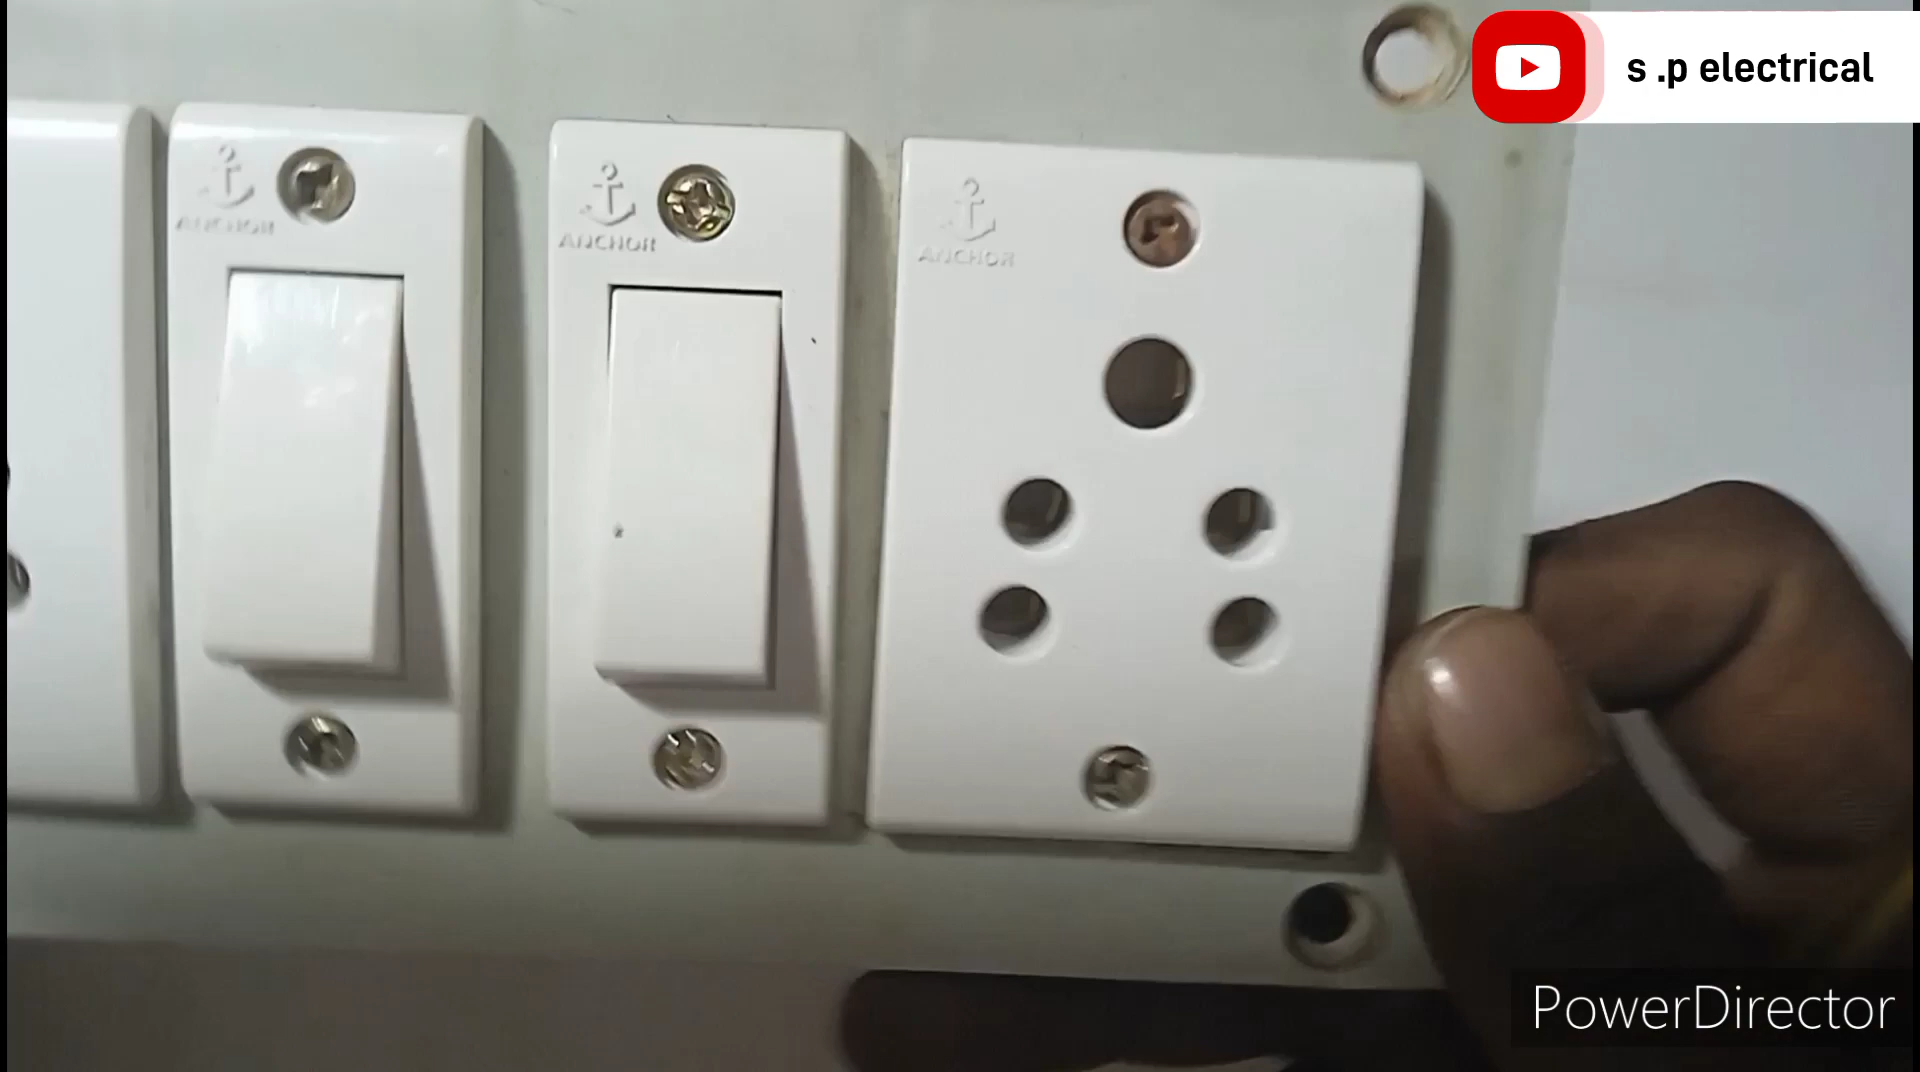 s .p electrical
ANCHOR
ANCHOR
ANCHOR
PowerDirector